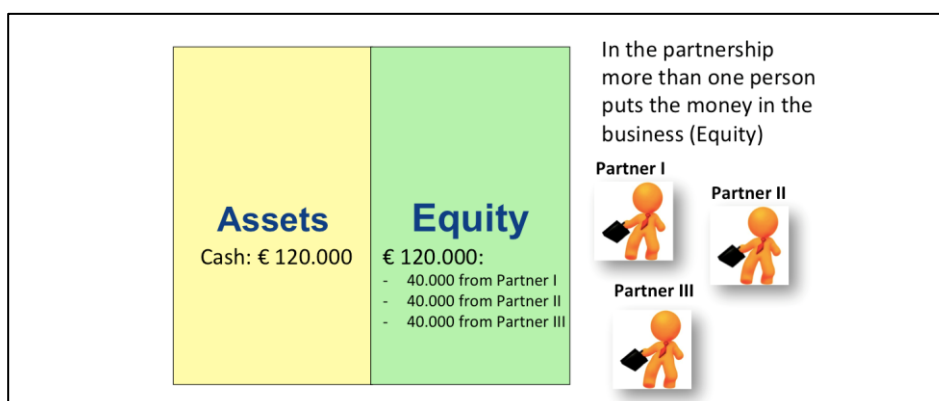 In the partnership
more than one person
puts the money in the
business (Equity)
Partner I
Partner II
Partner III
Assets
Cash: € 120.000
Equity
€ 120.000:
- 40.000 from Partner I
- 40.000 from Partner II
- 40.000 from Partner III